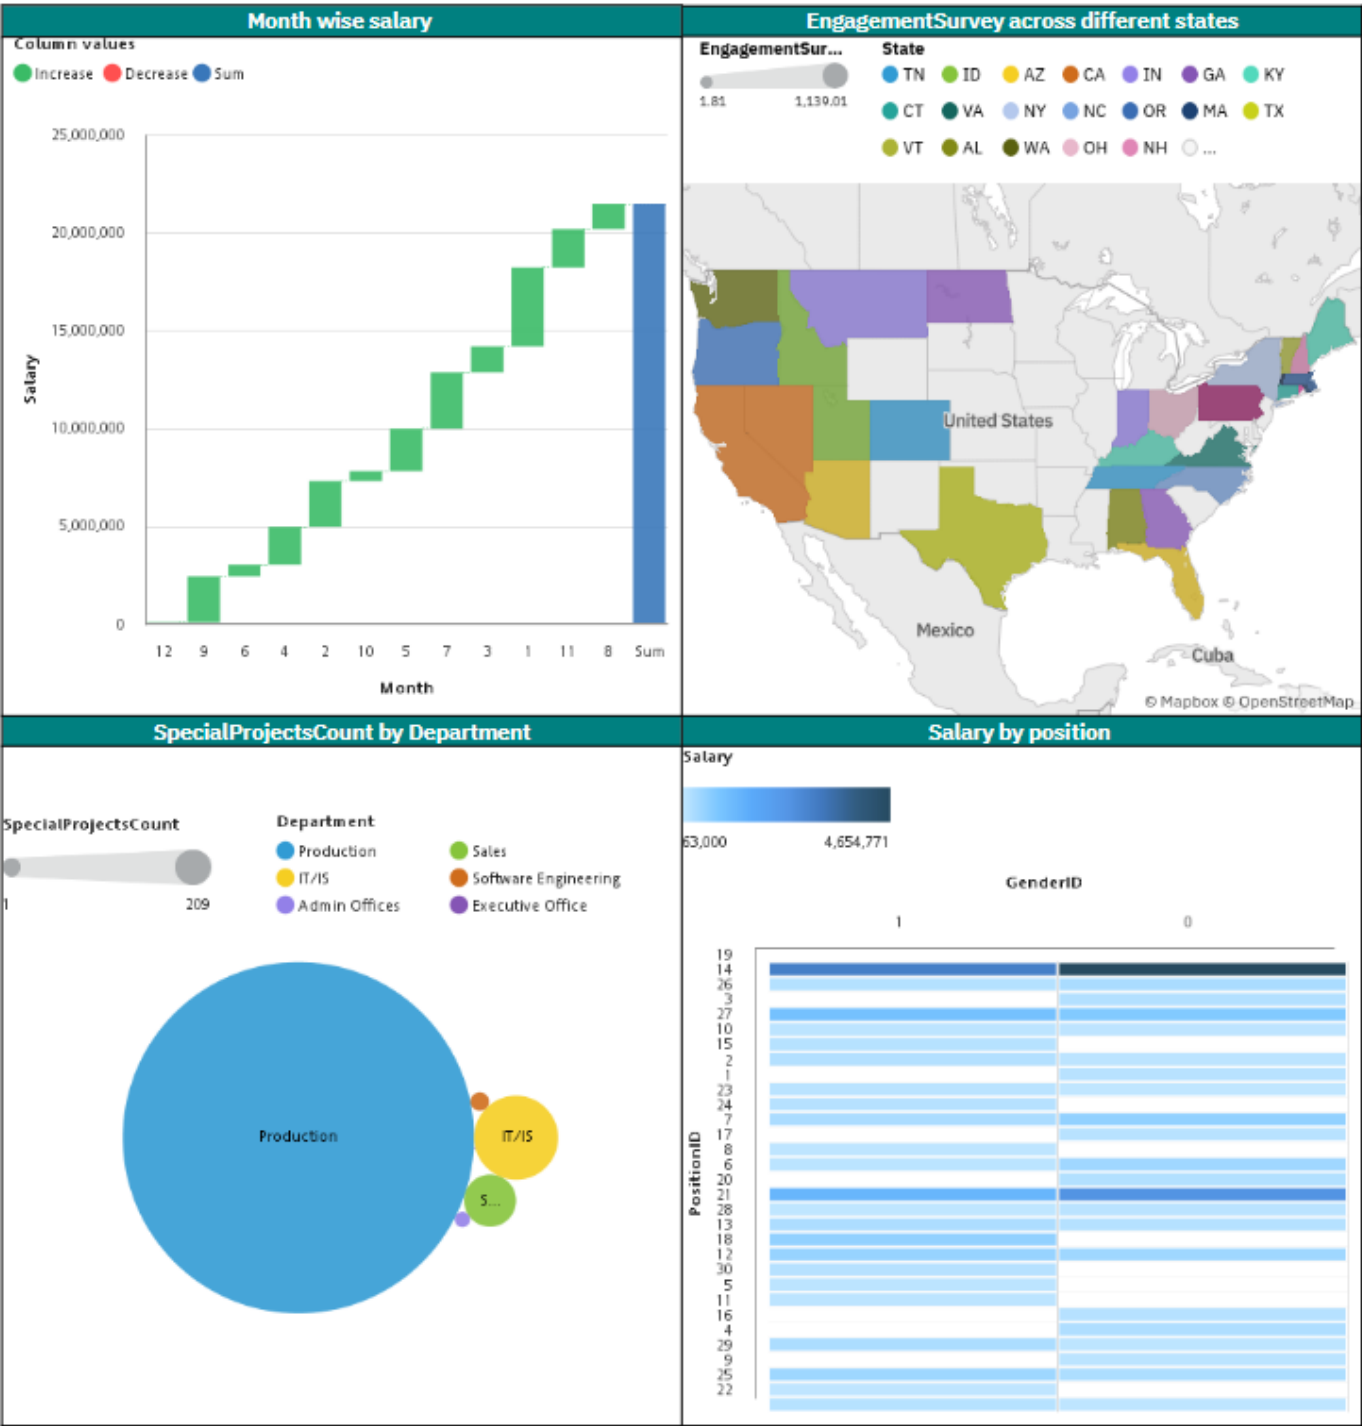 Month wise salary
Column values
Increase Decrease Sum
25,000,000
20,000,000
15,000,000
10,000,000
5,000,000
0
Salary
12 9 6 4 2 10 5 7 3 1 11 8 Sum
Month
EngagementSurvey across different states
EngagementSur... State
1.81 1,139.01
TN ID AZ CA IN GA KY
CT VA NY NC OR MA TX
VT AL WA OH NH ...
United States
Mexico
Cuba
© Mapbox © OpenStreetMap
SpecialProjectsCount by Department
SpecialProjectsCount
1 209
Department
Production Sales
IT/IS Software Engineering
Admin Offices Executive Office
Production
IT/IS
S...
Salary by position
Salary
63,000 4,654,771
GenderID
1 0
PositionID
19
14
26
3
27
10
15
2
1
23
24
7
17
8
6
20
21
28
13
18
12
30
5
11
16
4
29
9
25
22